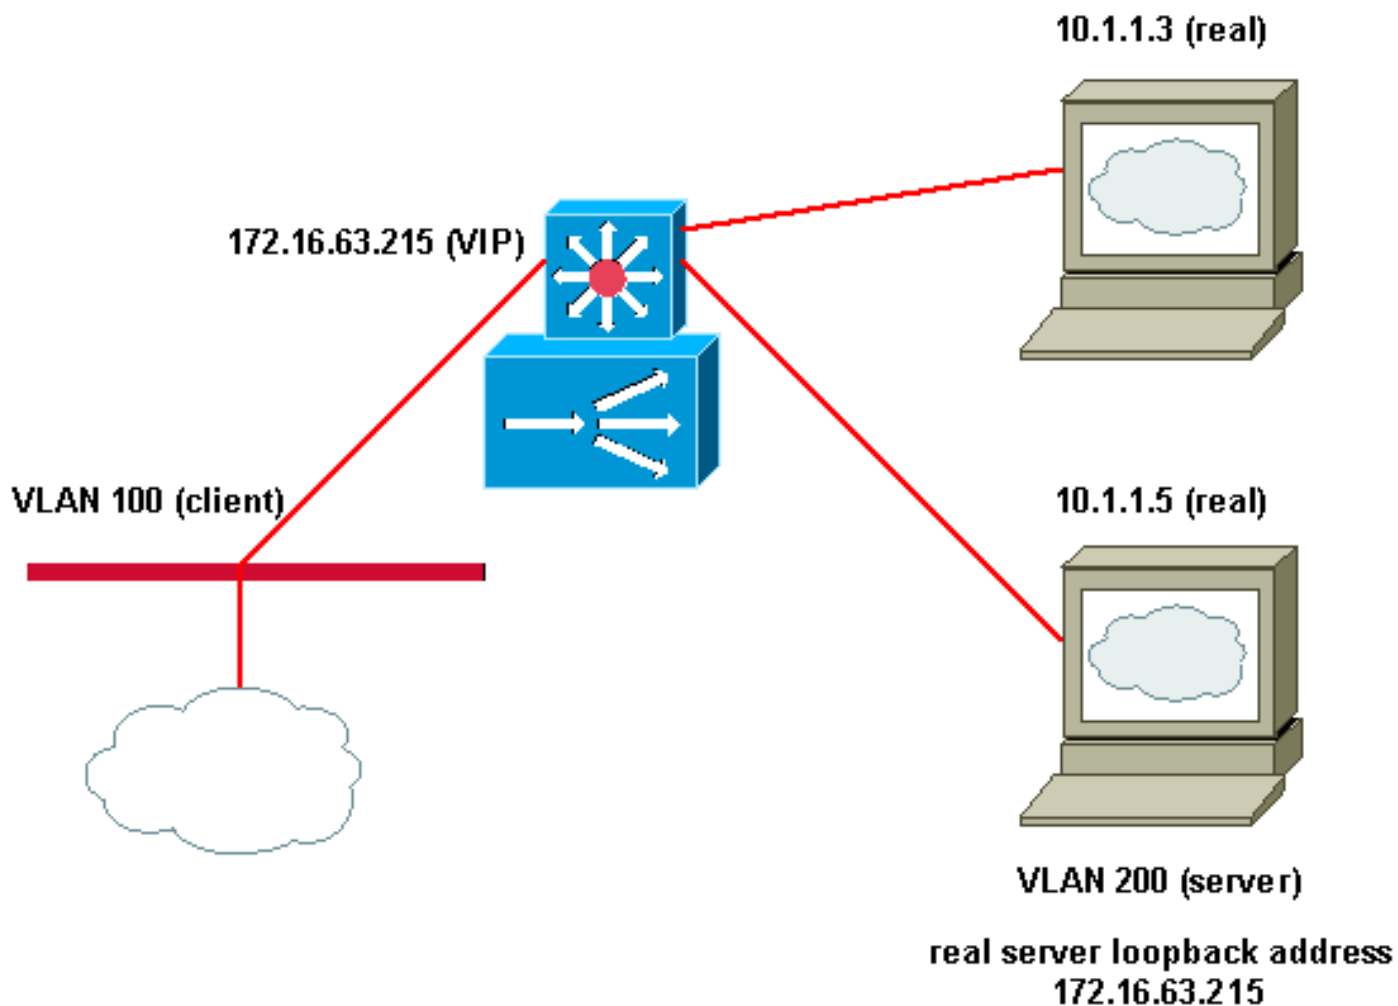 10.1.1.3 (real)
172.16.63.215 (VIP)
VLAN 100 (client)
10.1.1.5 (real)
VLAN 200 (server)
real server loopback address
172.16.63.215